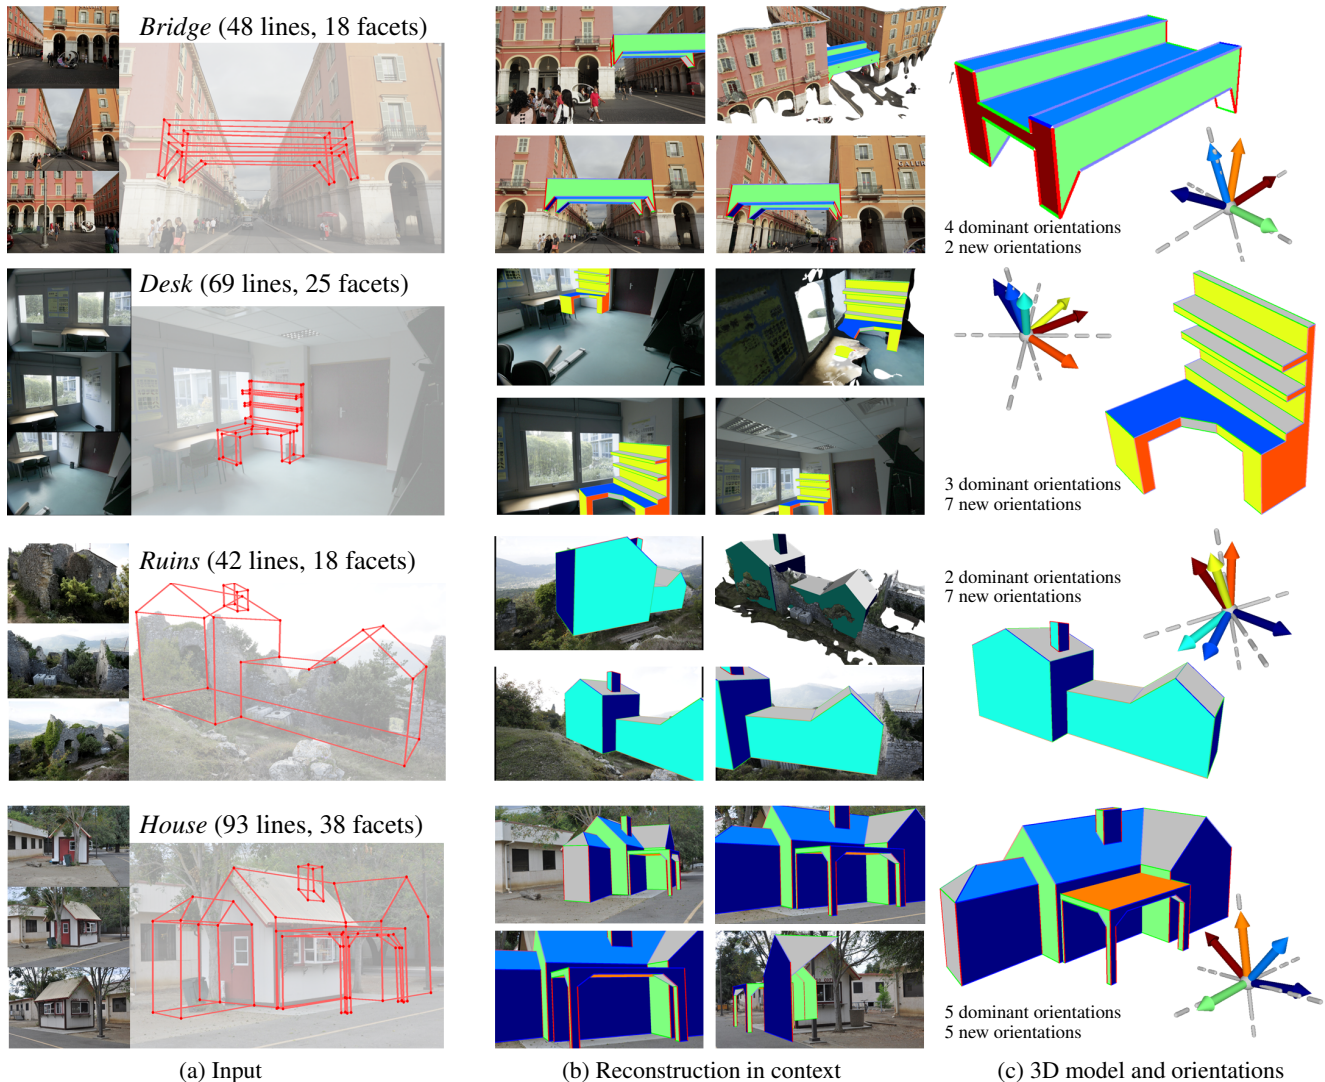 Bridge (48 lines, 18 facets)
4 dominant orientations
2 new orientations
Desk (69 lines, 25 facets)
3 dominant orientations
7 new orientations
Ruins (42 lines, 18 facets)
2 dominant orientations
7 new orientations
House (93 lines, 38 facets)
5 dominant orientations
5 new orientations
(a) Input
(b) Reconstruction in context
(c) 3D model and orientations